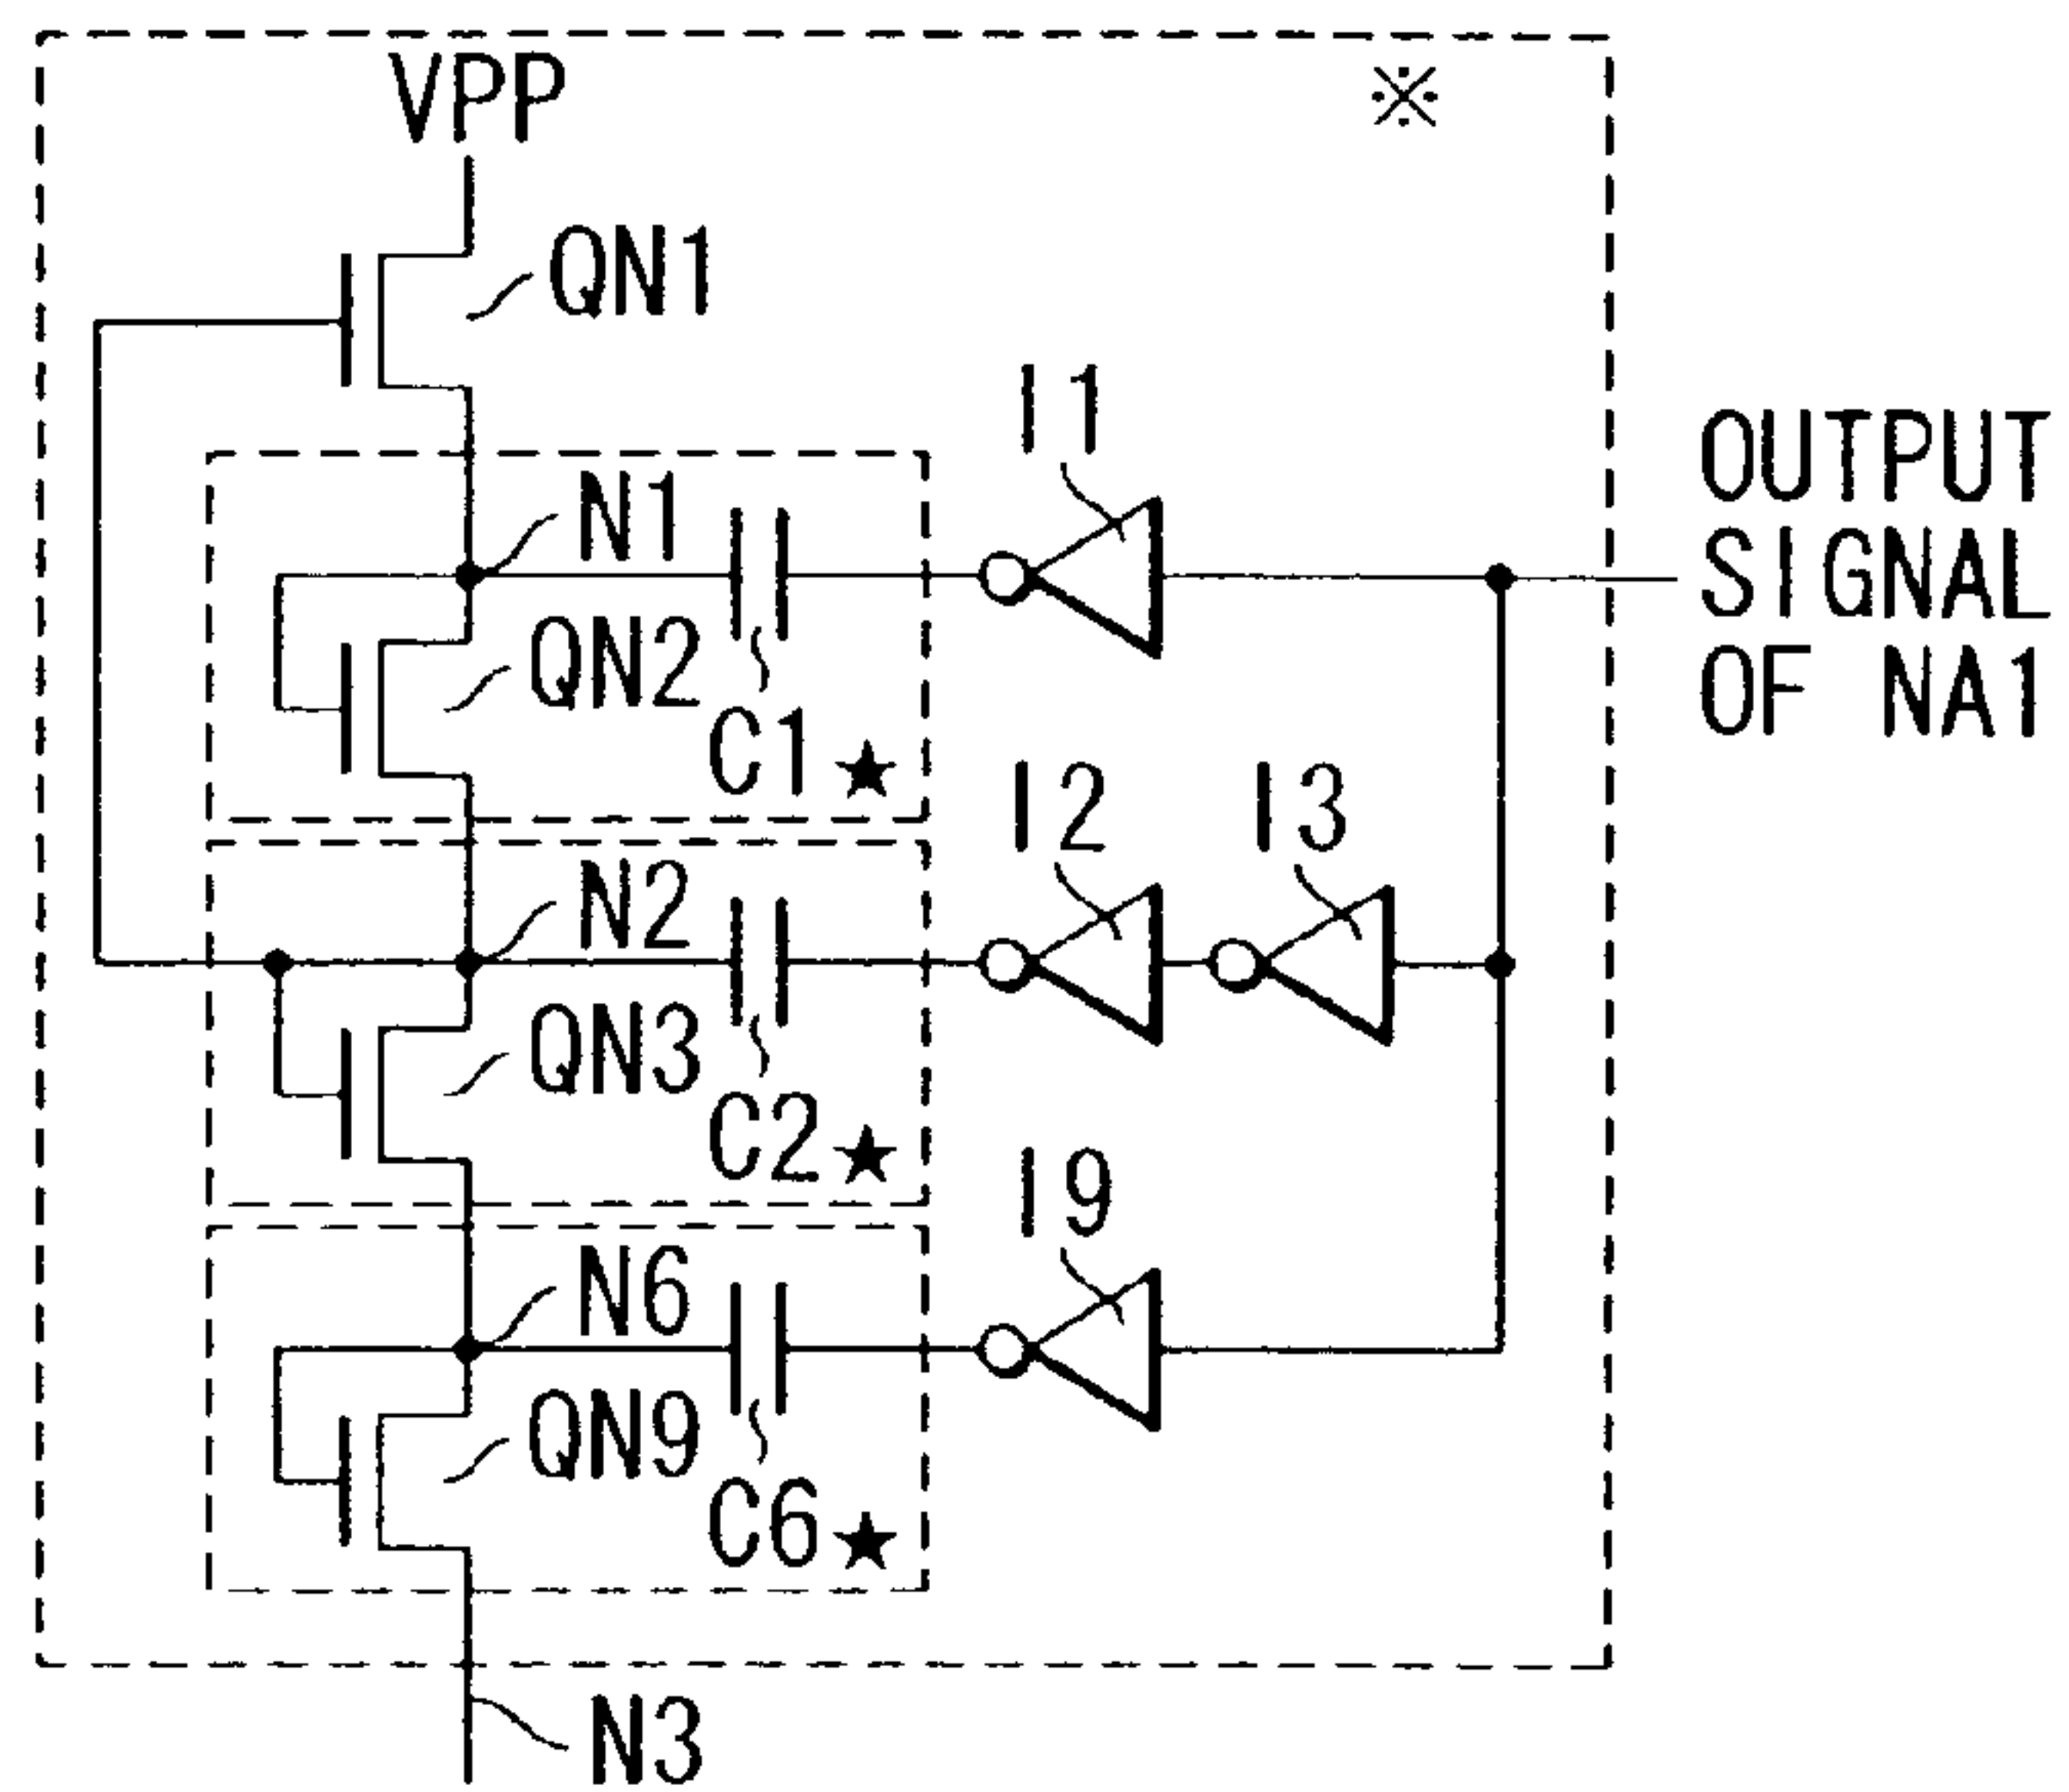 VPP
※
QN1
I1
OUTPUT
SIGNAL
OF NA1
N1
QN2
C1★
I2
I3
N2
QN3
C2★
I9
N6
QN9
C6★
N3